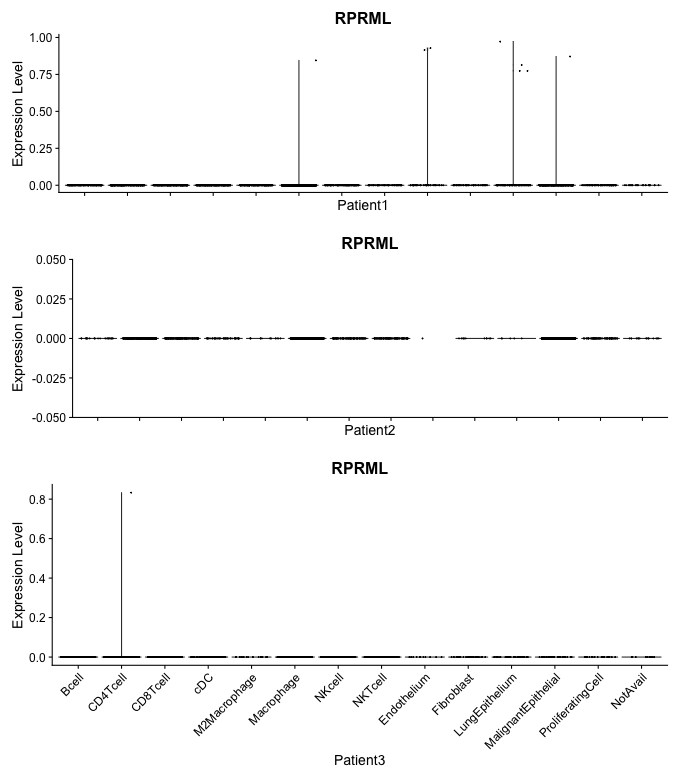 RPRML
Expression Level
1.00
0.75
0.50
0.25
0.00
Patient1
RPRML
Expression Level
0.050
0.025
0.000
-0.025
-0.050
Patient2
RPRML
Expression Level
0.8
0.6
0.4
0.2
0.0
Bcell
CD4Tcell
CD8Tcell
cDC
M2Macrophage
Macrophage
NKcell
NKTcell
Endothelium
Fibroblast
LungEpithelium
MalignantEpithelial
ProliferatingCell
NotAvail
Patient3